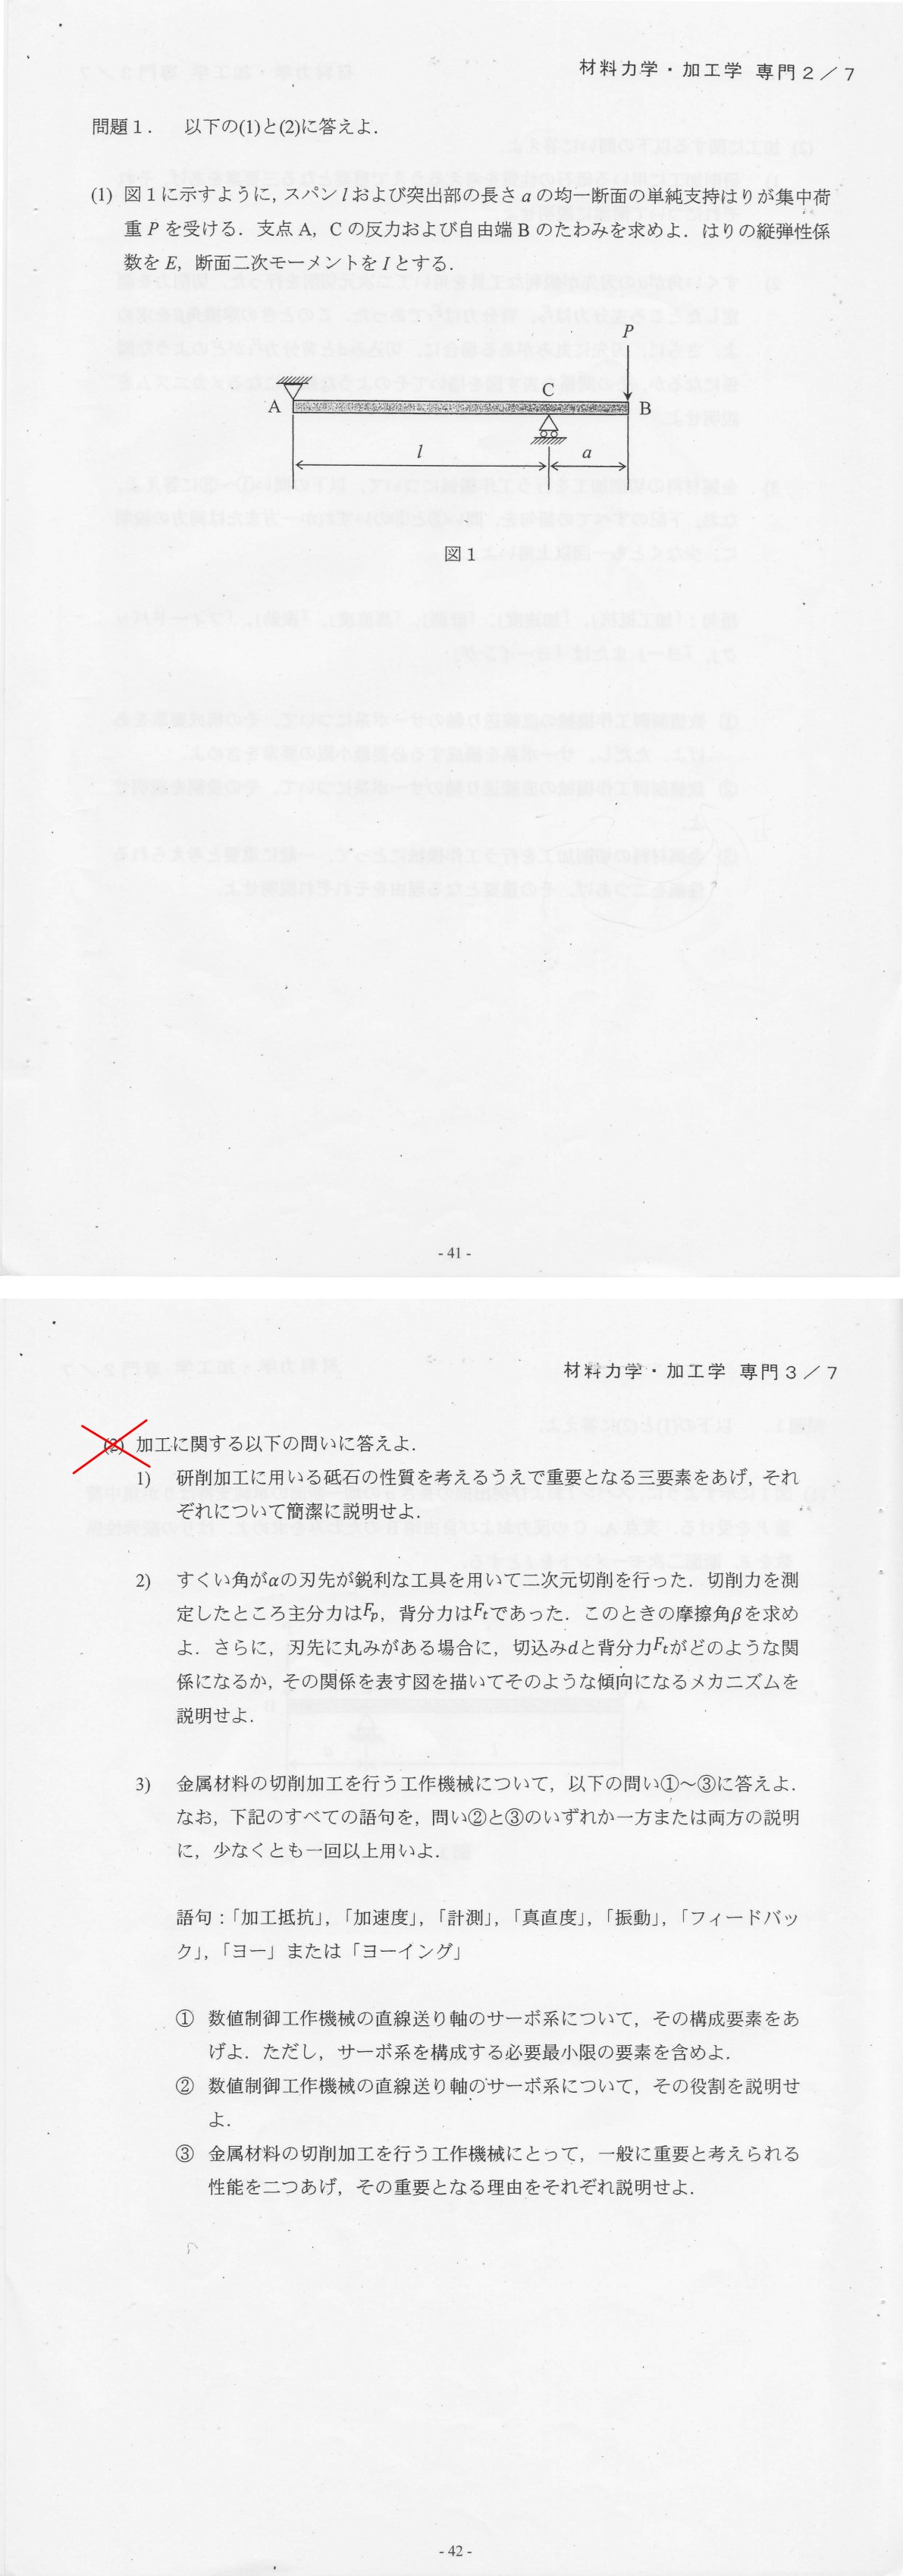 材料力学・加工学 専門2／7
問題1． 以下の(1)と(2)に答えよ．
(1) 図1に示すように，スパン l および突出部の長さ a の均一断面の単純支持はりが集中荷
重 P を受ける．支点 A，C の反力および自由端 B のたわみを求めよ．はりの縦弾性係
数を E，断面二次モーメントを I とする．
P
C
A
B
l
a
図1
- 41 -
材料力学・加工学 専門3／7
(2) 加工に関する以下の問いに答えよ．
1) 研削加工に用いる砥石の性質を考えるうえで重要となる三要素をあげ，それ
ぞれについて簡潔に説明せよ．
2) すくい角がαの刃先が鋭利な工具を用いて二次元切削を行った．切削力を測
定したところ主分力はFp，背分力はFtであった．このときの摩擦角βを求め
よ．さらに，刃先に丸みがある場合に，切込みdと背分力Ftがどのような関
係になるか，その関係を表す図を描いてそのような傾向になるメカニズムを
説明せよ．
3) 金属材料の切削加工を行う工作機械について，以下の問い①～③に答えよ．
なお，下記のすべての語句を，問い②と③のいずれか一方または両方の説明
に，少なくとも一回以上用いよ．
語句：「加工抵抗」，「加速度」，「計測」，「真直度」，「振動」，「フィードバッ
ク」，「ヨー」または「ヨーイング」
① 数値制御工作機械の直線送り軸のサーボ系について，その構成要素をあ
げよ．ただし，サーボ系を構成する必要最小限の要素を含めよ．
② 数値制御工作機械の直線送り軸のサーボ系について，その役割を説明せ
よ．
③ 金属材料の切削加工を行う工作機械にとって，一般に重要と考えられる
性能を二つあげ，その重要となる理由をそれぞれ説明せよ．
- 42 -